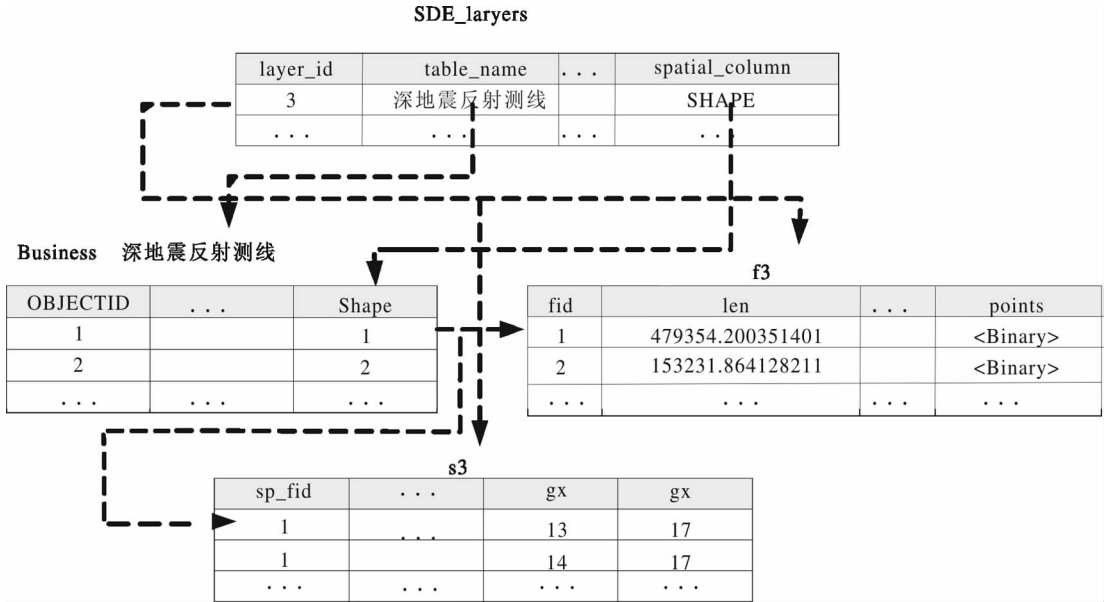 SDE_laryers
layer_id table_name ... spatial_column
3 深地震反射测线 SHAPE
... ... ... ...
Business 深地震反射测线
OBJECTID ... Shape
1 1
2 2
... ... ...
f3
fid len ... points
1 479354.200351401 <Binary>
2 153231.864128211 <Binary>
... ... ... ...
s3
sp_fid ... gx gx
1 ... 13 17
1 14 17
... ... ... ...